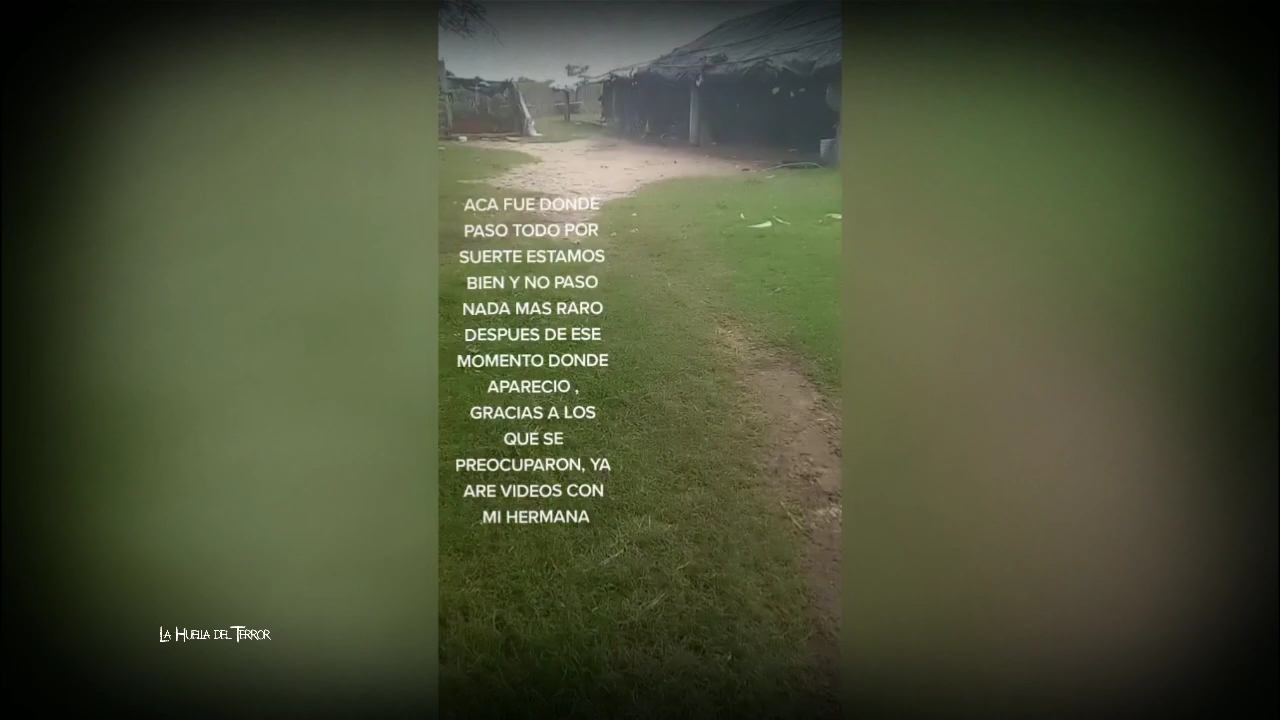 ACA FUE DONDE
PASO TODO POR
SUERTE ESTAMOS
BIEN Y NO PASO
NADA MAS RARO
DESPUES DE ESE
MOMENTO DONDE
APARECIO ,
GRACIAS A LOS
QUE SE
PREOCUPARON, YA
ARE VIDEOS CON
MI HERMANA
LA HUELLA DEL TERROR